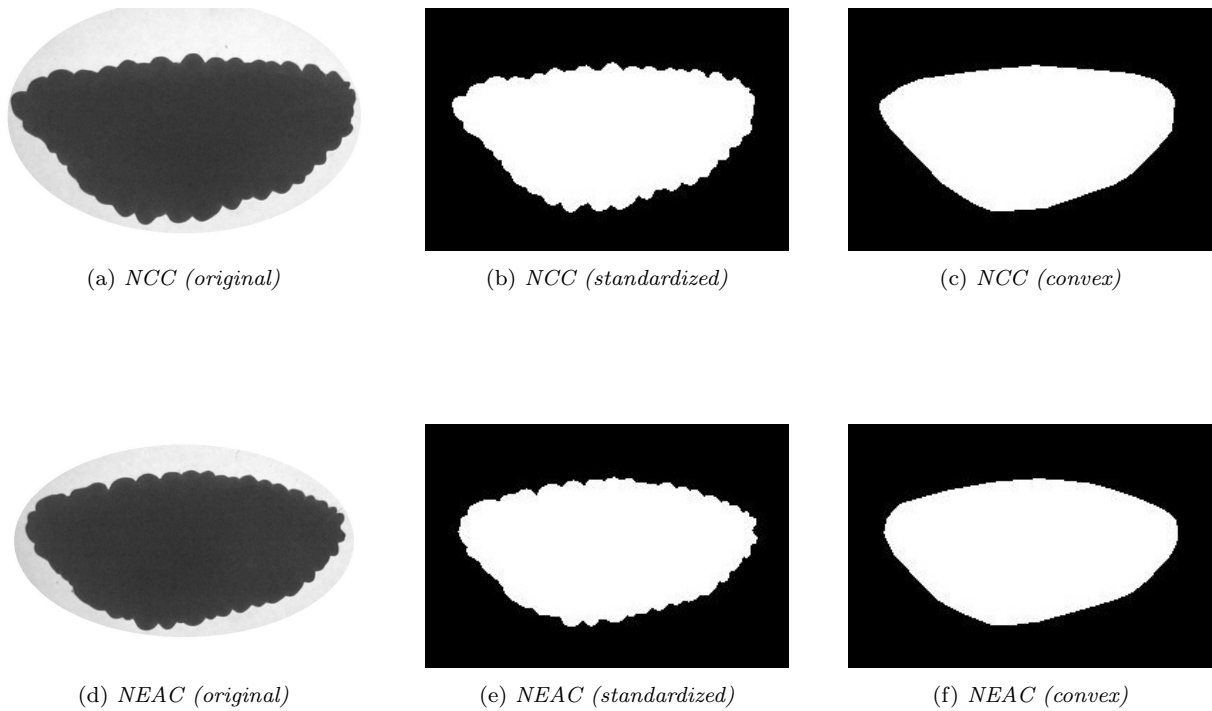 (a) NCC (original)
(b) NCC (standardized)
(c) NCC (convex)
(d) NEAC (original)
(e) NEAC (standardized)
(f) NEAC (convex)